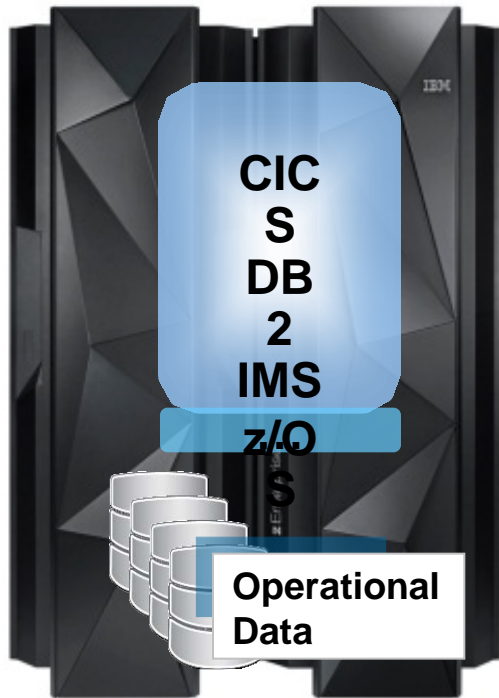 IBM
CIC
S
DB
2
IMS
...
z/O
S
Operational
Data